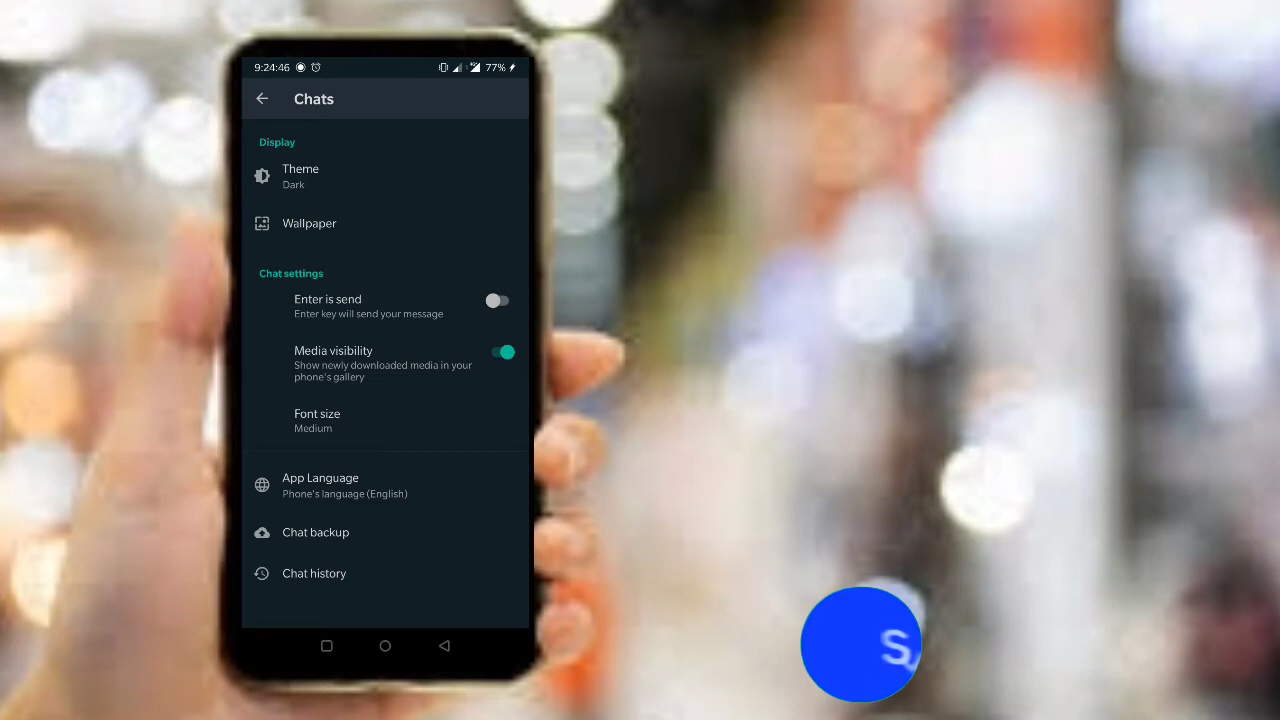 9:24:46 77%
Chats
Display
Theme
Dark
Wallpaper
Chat settings
Enter is send
Enter key will send your message
Media visibility
Show newly downloaded media in your
phone's gallery
Font size
Medium
App Language
Phone's language (English)
Chat backup
Chat history
S